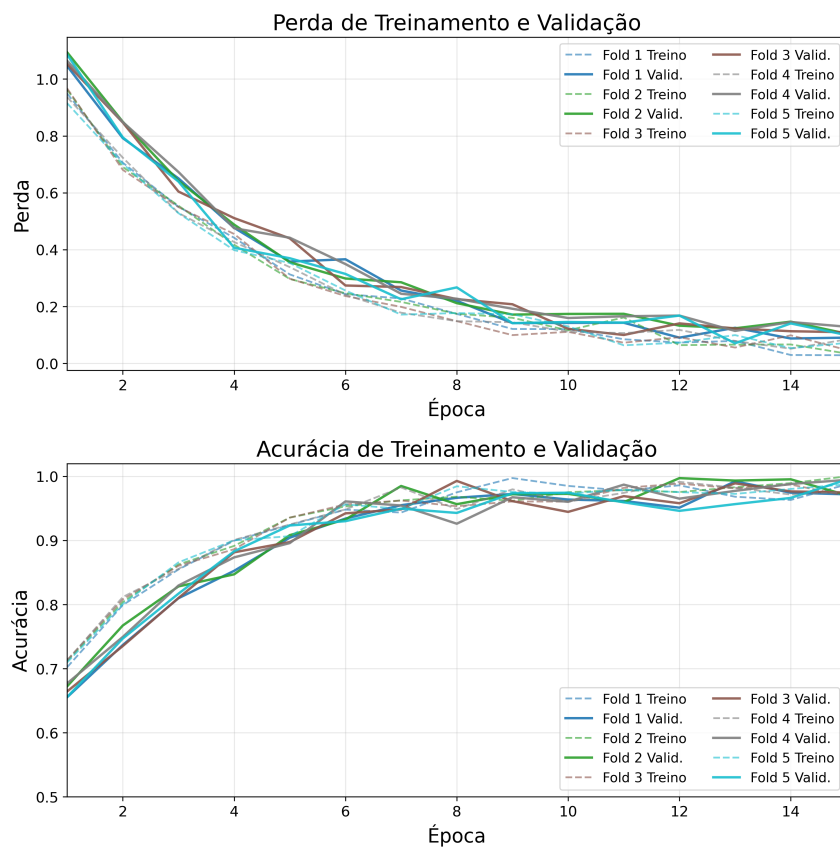 Perda de Treinamento e Validação
Perda
1.0
0.8
0.6
0.4
0.2
0.0
Fold 1 Treino
Fold 1 Valid.
Fold 2 Treino
Fold 2 Valid.
Fold 3 Treino
Fold 3 Valid.
Fold 4 Treino
Fold 4 Valid.
Fold 5 Treino
Fold 5 Valid.
2 4 6 8 10 12 14
Época
Acurácia de Treinamento e Validação
Acurácia
1.0
0.9
0.8
0.7
0.6
0.5
Fold 1 Treino
Fold 1 Valid.
Fold 2 Treino
Fold 2 Valid.
Fold 3 Treino
Fold 3 Valid.
Fold 4 Treino
Fold 4 Valid.
Fold 5 Treino
Fold 5 Valid.
2 4 6 8 10 12 14
Época